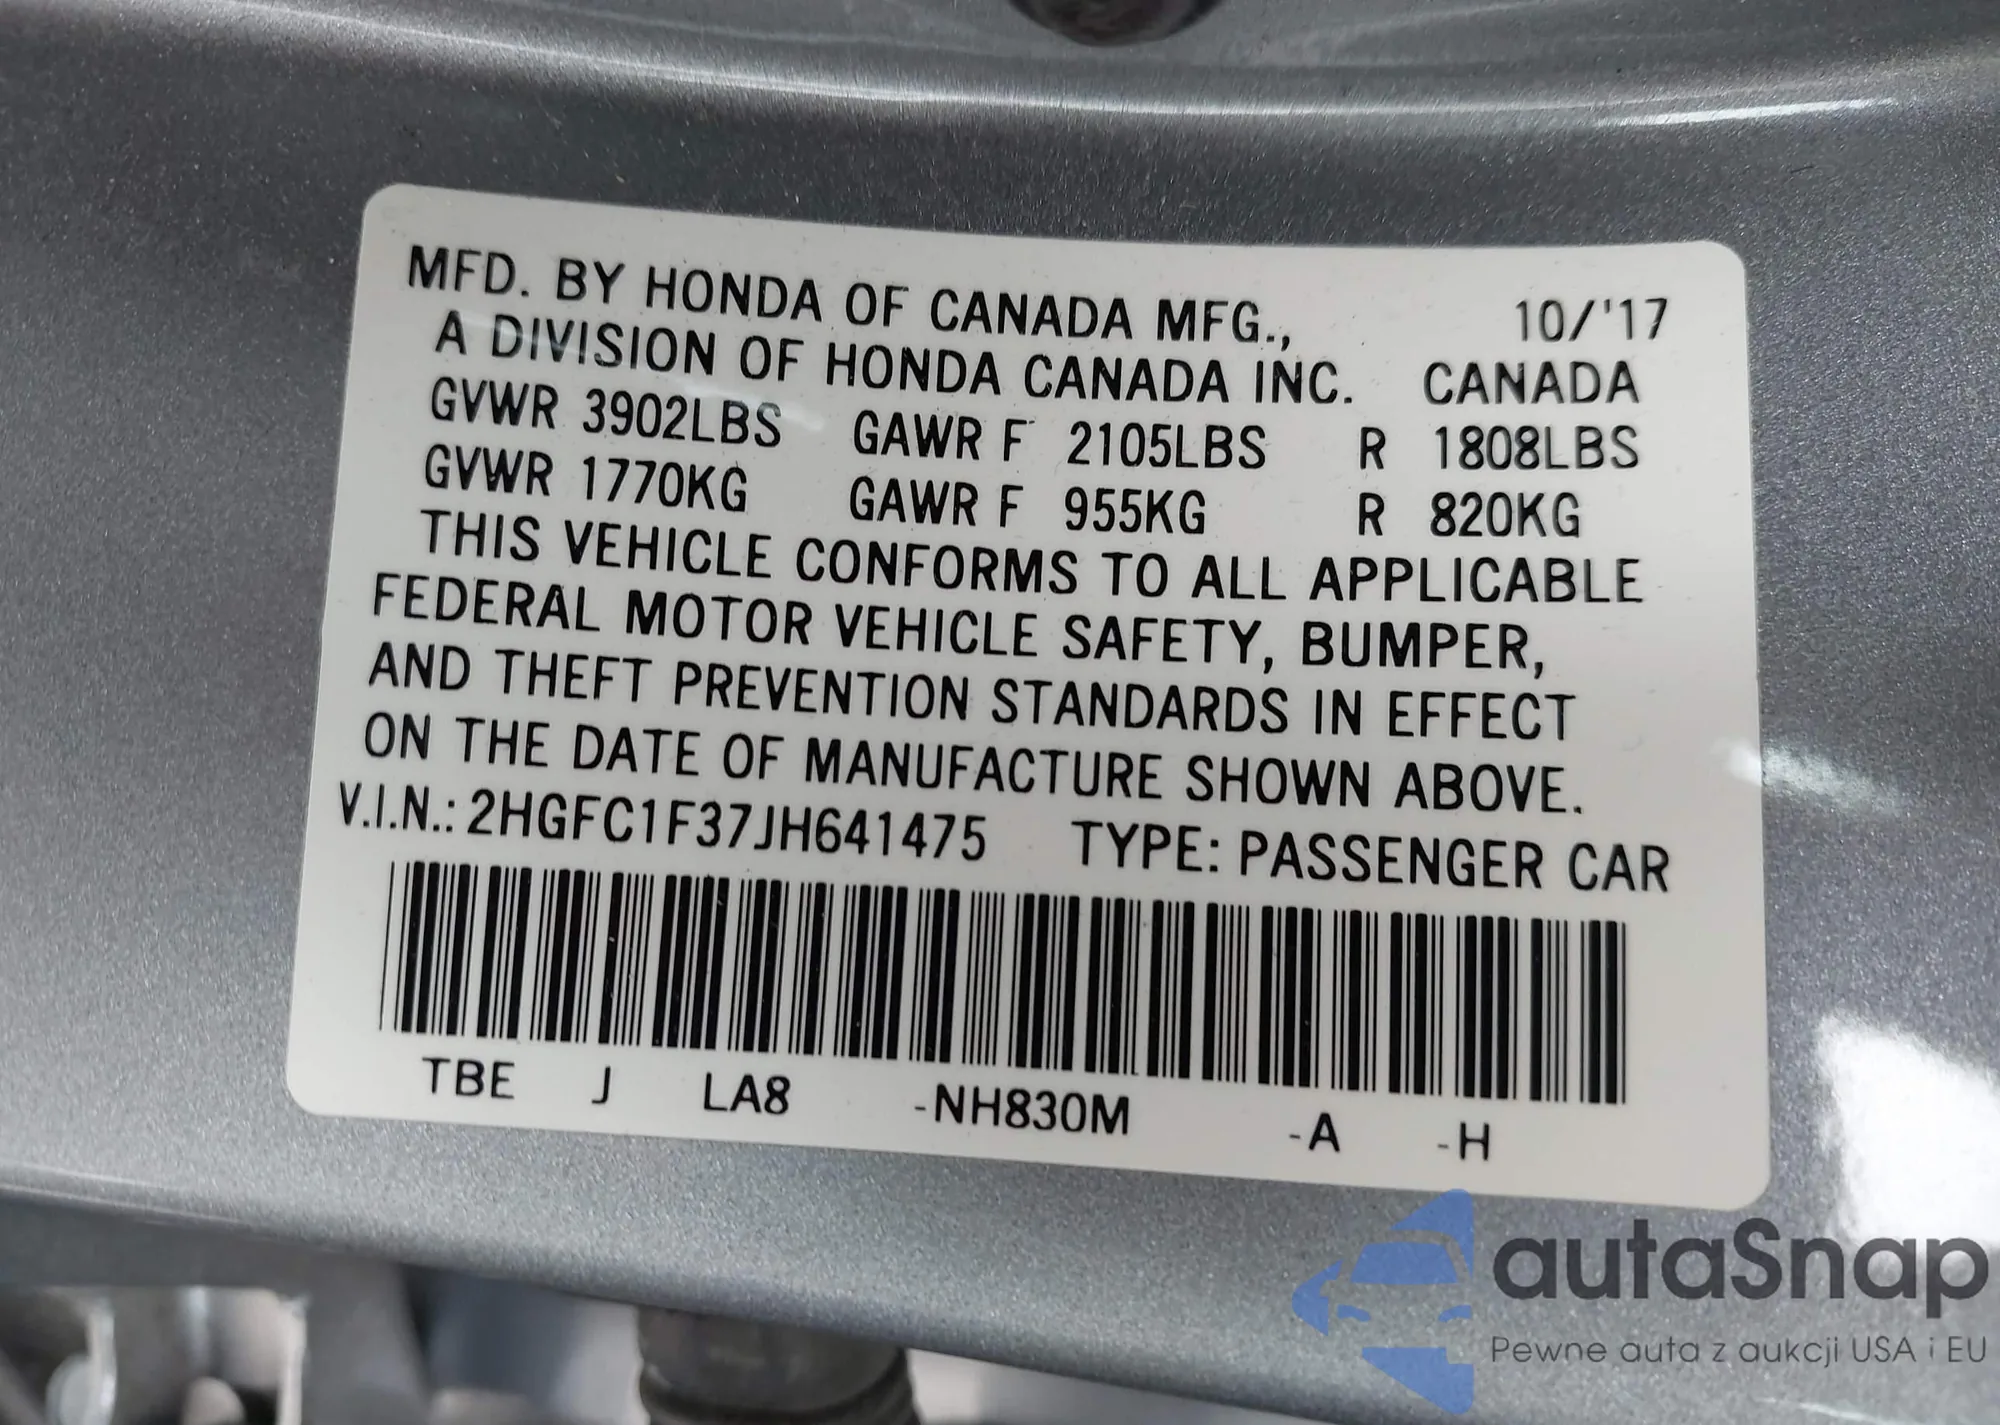 MFD. BY HONDA OF CANADA MFG., 10/'17
A DIVISION OF HONDA CANADA INC. CANADA
GVWR 3902LBS GAWR F 2105LBS R 1808LBS
GVWR 1770KG GAWR F 955KG R 820KG
THIS VEHICLE CONFORMS TO ALL APPLICABLE
FEDERAL MOTOR VEHICLE SAFETY, BUMPER,
AND THEFT PREVENTION STANDARDS IN EFFECT
ON THE DATE OF MANUFACTURE SHOWN ABOVE.
V.I.N.: 2HGFC1F37JH641475 TYPE: PASSENGER CAR
TBE J LA8 -NH830M -A -H
autaSnap
Pewne auta z aukcji USA i EU